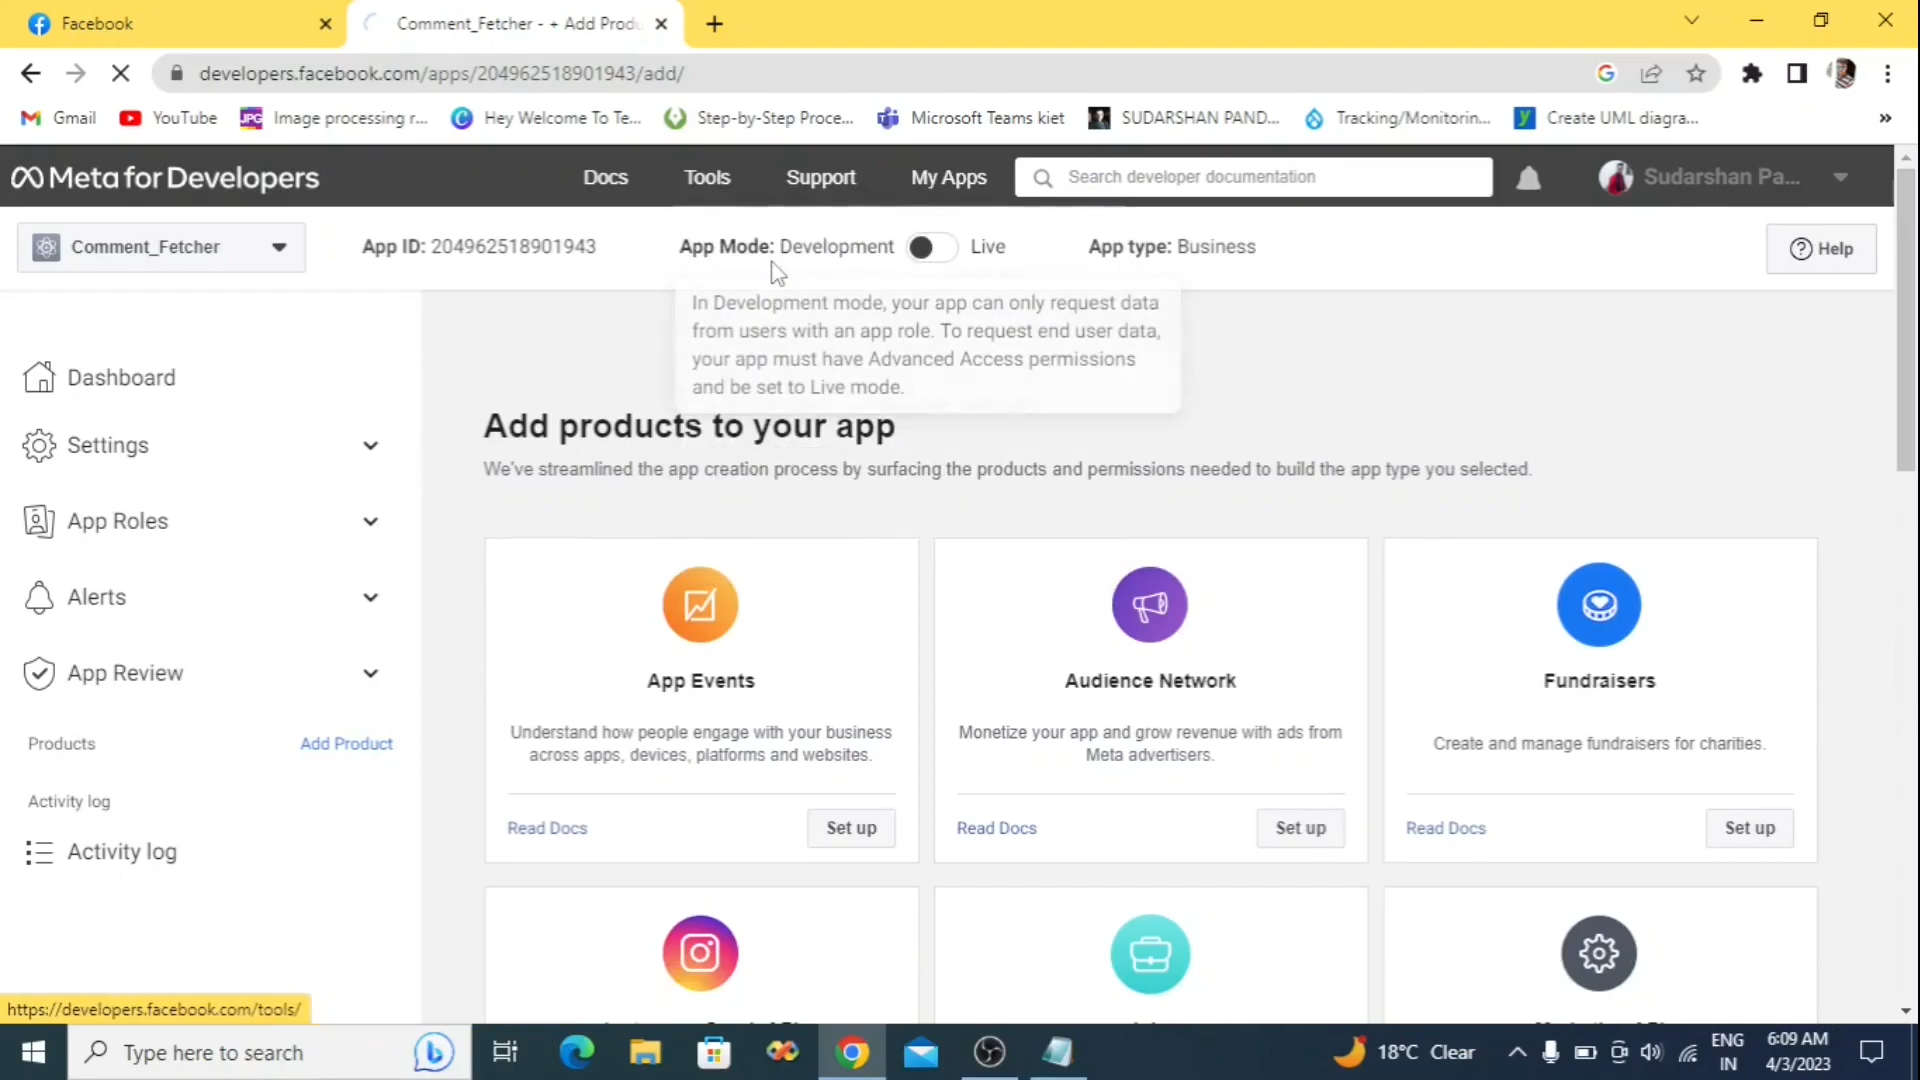 Facebook
Comment_Fetcher - + Add Produ
developers.facebook.com/apps/204962518901943/add/
Gmail
YouTube
Image processing r...
Hey Welcome To Te...
Step-by-Step Proce...
Microsoft Teams kiet
SUDARSHAN PAND...
Tracking/Monitorin...
Create UML diagra...
»
Meta for Developers
Docs
Tools
Support
My Apps
Search developer documentation
Sudarshan Pa...
Comment_Fetcher
App ID: 204962518901943
App Mode: Development
Live
App type: Business
Help
In Development mode, your app can only request data
from users with an app role. To request end user data,
your app must have Advanced Access permissions
and be set to Live mode.
Dashboard
Settings
App Roles
Alerts
App Review
Products
Add Product
Activity log
Activity log
Add products to your app
We've streamlined the app creation process by surfacing the products and permissions needed to build the app type you selected.
App Events
Understand how people engage with your business
across apps, devices, platforms and websites.
Read Docs
Set up
Audience Network
Monetize your app and grow revenue with ads from
Meta advertisers.
Read Docs
Set up
Fundraisers
Create and manage fundraisers for charities.
Read Docs
Set up
https://developers.facebook.com/tools/
Type here to search
18°C Clear
ENG
IN
6:09 AM
4/3/2023